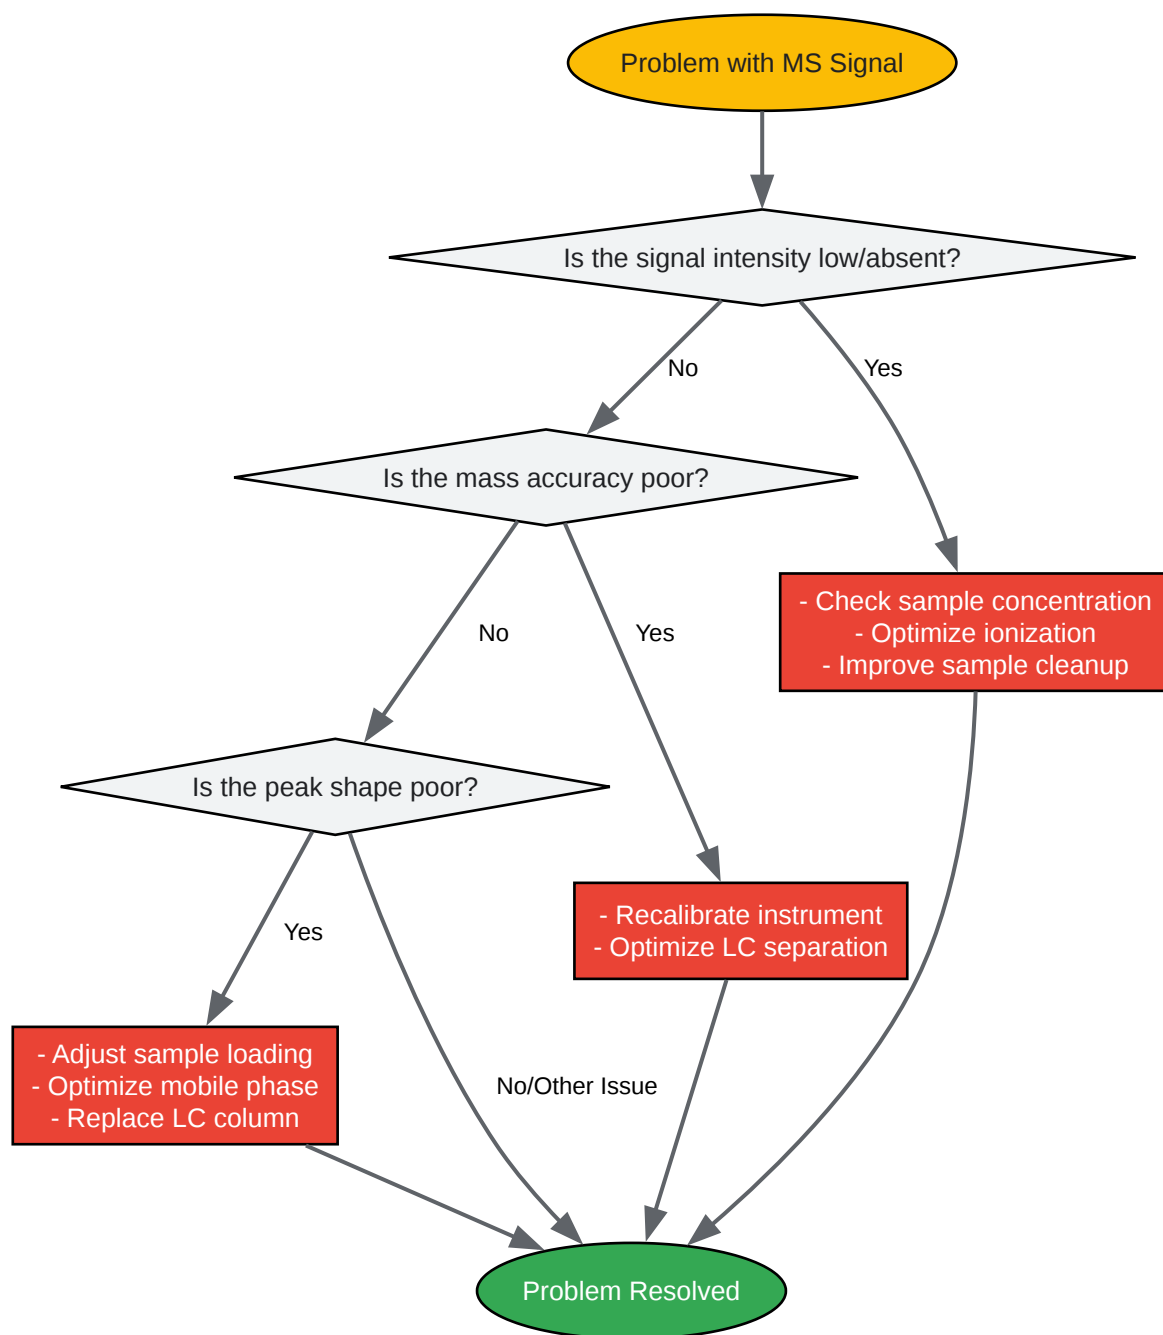 Problem with MS Signal
Is the signal intensity low/absent?
No
Yes
Is the mass accuracy poor?
- Check sample concentration
- Optimize ionization
- Improve sample cleanup
No
Yes
Is the peak shape poor?
- Recalibrate instrument
- Optimize LC separation
Yes
- Adjust sample loading
- Optimize mobile phase
- Replace LC column
No/Other Issue
Problem Resolved